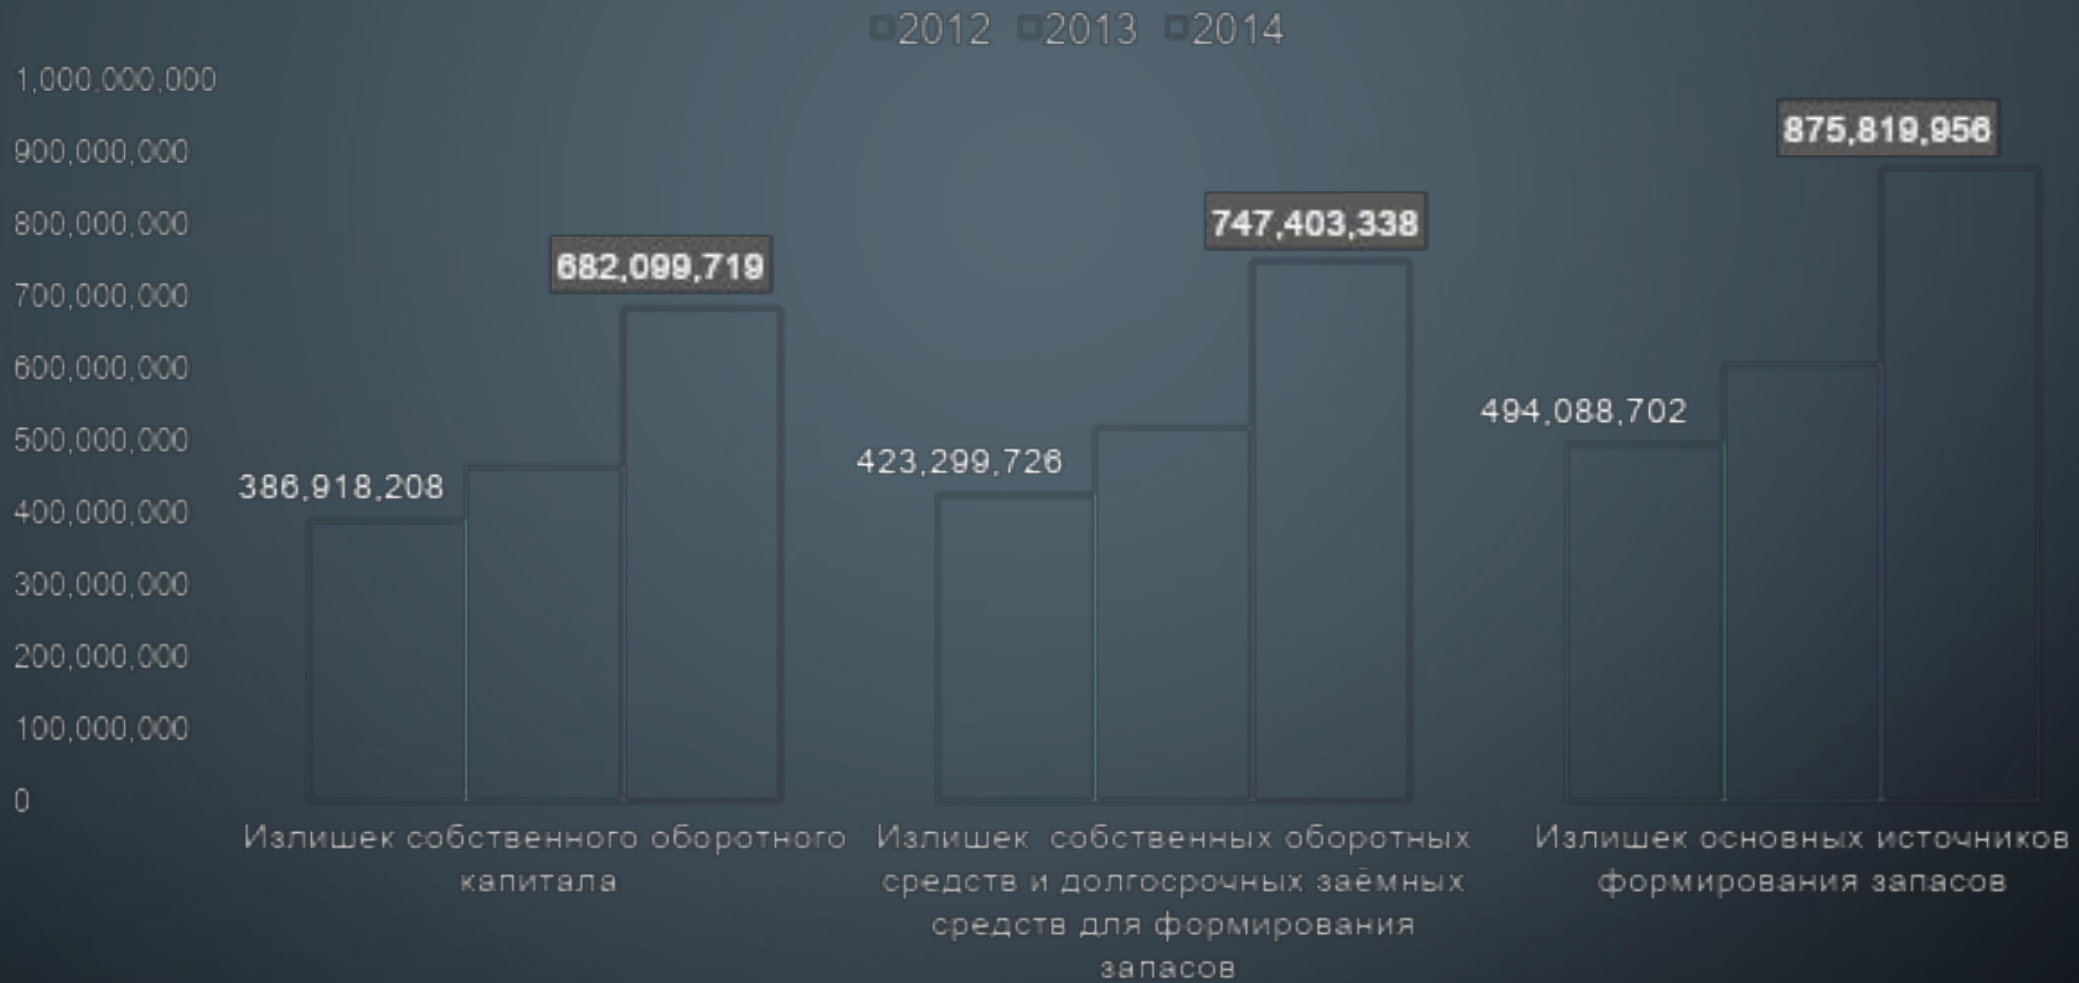 2012 2013 2014
1,000,000,000
900,000,000
800,000,000
700,000,000
600,000,000
500,000,000
400,000,000
300,000,000
200,000,000
100,000,000
0
386,918,208
682,099,719
423,299,726
747,403,338
494,088,702
875,819,956
Излишек собственного оборотного
капитала
Излишек собственных оборотных
средств и долгосрочных заёмных
средств для формирования
запасов
Излишек основных источников
формирования запасов